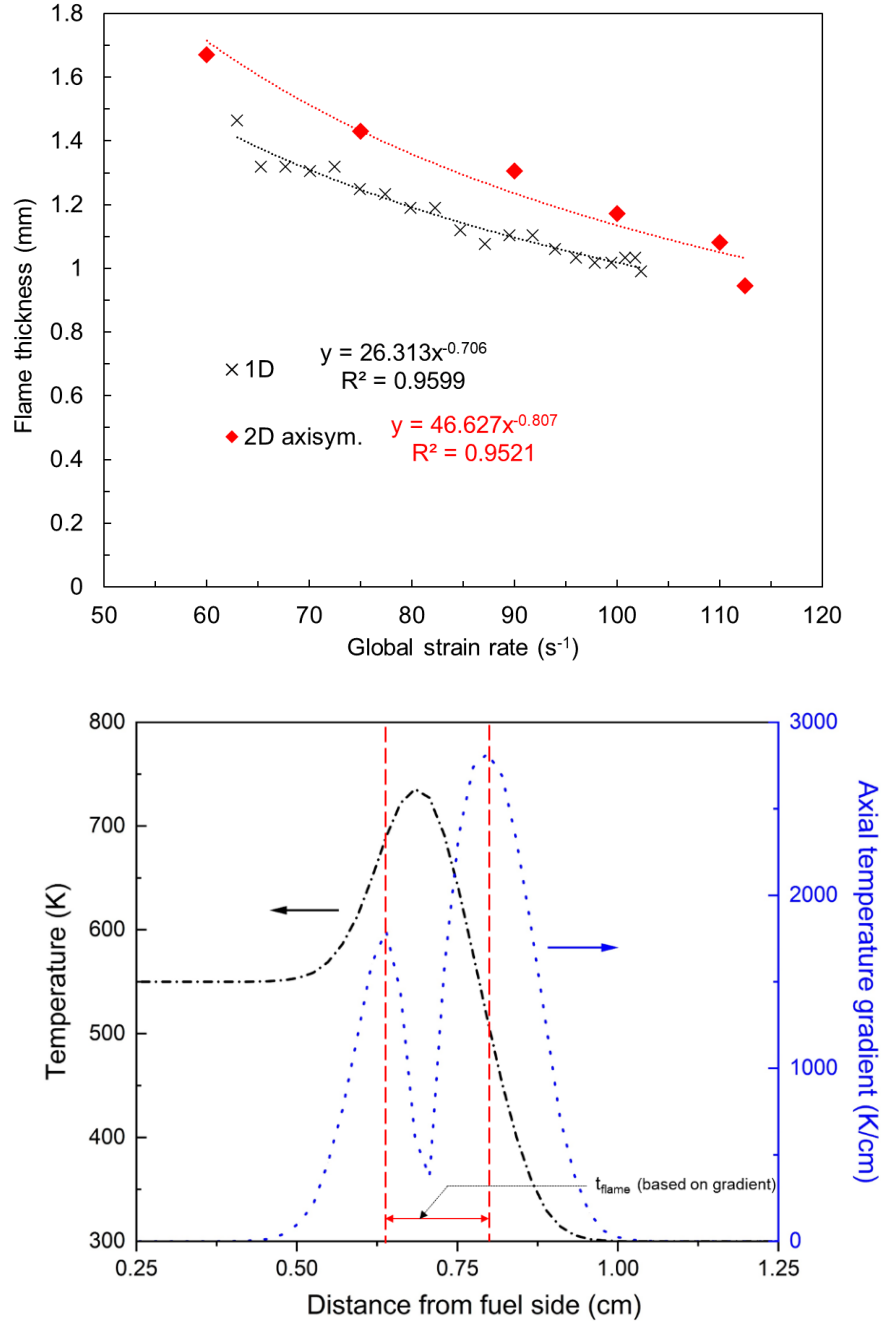 1.8
1.6
1.4
1.2
1
0.8
0.6
0.4
0.2
0
Flame thickness (mm)
1D
y = 26.313x^-0.706
R² = 0.9599
2D axisym.
y = 46.627x^-0.807
R² = 0.9521
50 60 70 80 90 100 110 120
Global strain rate (s^-1)
800
700
600
500
400
300
Temperature (K)
3000
2000
1000
0
Axial temperature gradient (K/cm)
t_flame (based on gradient)
0.25 0.50 0.75 1.00 1.25
Distance from fuel side (cm)